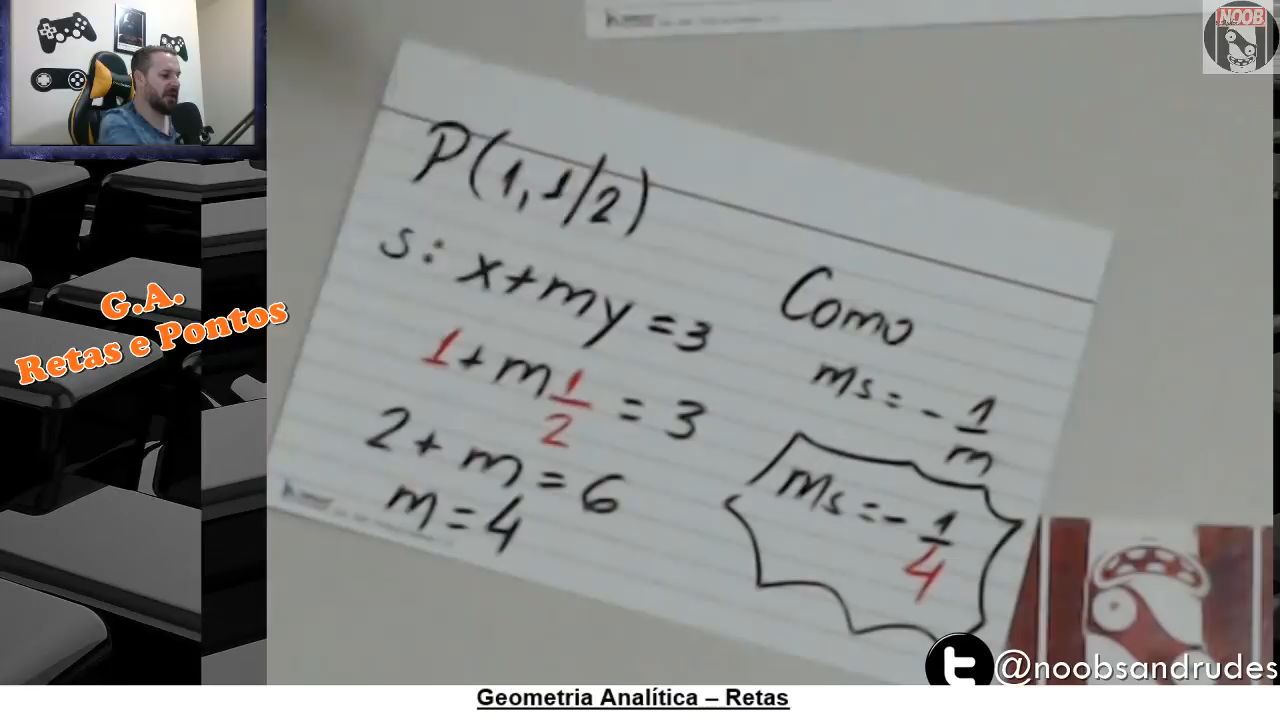 NOOB
P(1, 1/2)
s: x+my=3
1+m 1/2 = 3
2+m=6
m=4
Como
ms=-1/m
ms=-1/4
G.A.
Retas e Pontos
@noobsandrudes
Geometria Analítica – Retas